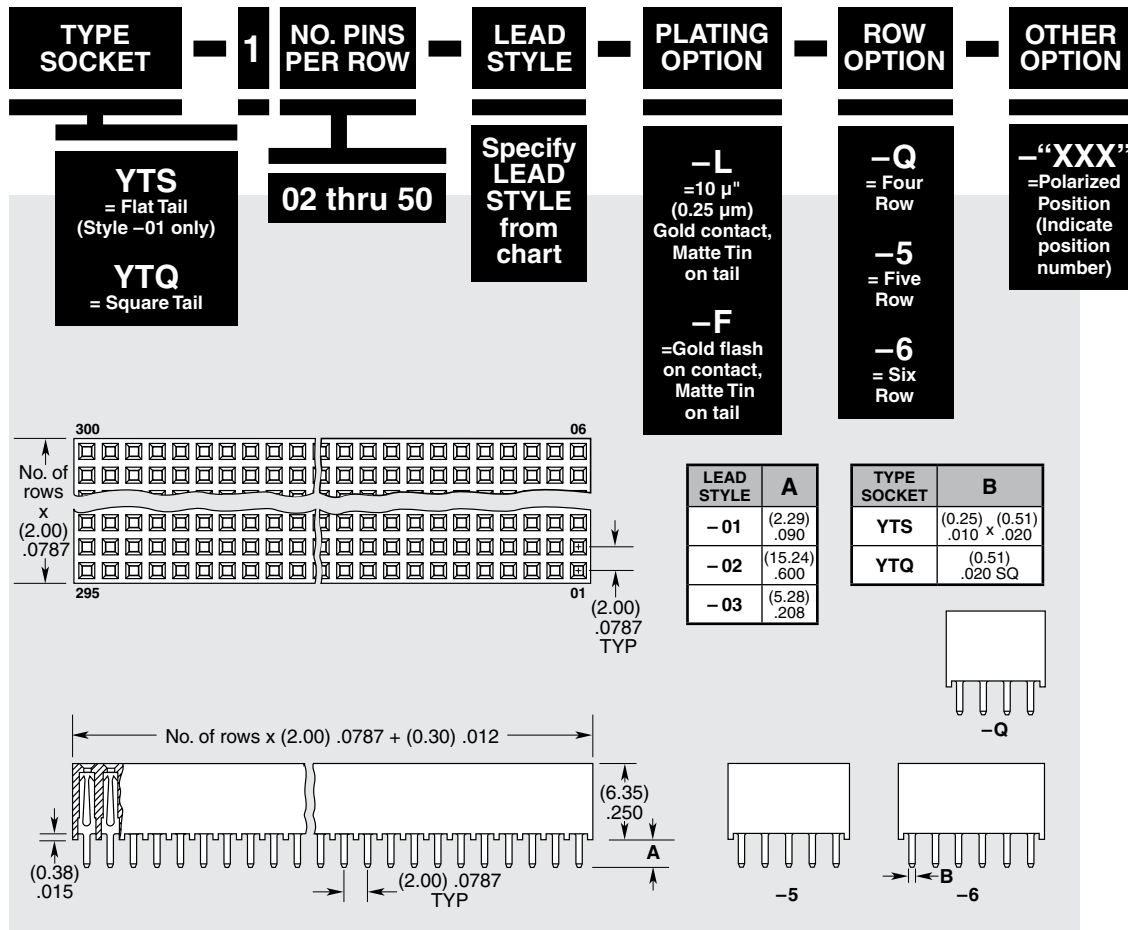 TYPE
SOCKET
–
1
NO. PINS
PER ROW
–
LEAD
STYLE
–
PLATING
OPTION
–
ROW
OPTION
–
OTHER
OPTION
YTS
= Flat Tail
(Style –01 only)
YTQ
= Square Tail
02 thru 50
Specify
LEAD
STYLE
from
chart
–L
=10 µ"
(0.25 µm)
Gold contact,
Matte Tin
on tail
–F
=Gold flash
on contact,
Matte Tin
on tail
–Q
= Four
Row
–5
= Five
Row
–6
= Six
Row
–“XXX”
=Polarized
Position
(Indicate
position
number)
300
06
No. of
rows
x
(2.00)
.0787
295
01
(2.00)
.0787
TYP
LEAD
STYLE
A
–01
(2.29)
.090
–02
(15.24)
.600
–03
(5.28)
.208
TYPE
SOCKET
B
YTS
(0.25) x (0.51)
.010 .020
YTQ
(0.51)
.020 SQ
–Q
No. of rows x (2.00) .0787 + (0.30) .012
(6.35)
.250
A
(0.38)
.015
(2.00) .0787
TYP
–5
B
–6